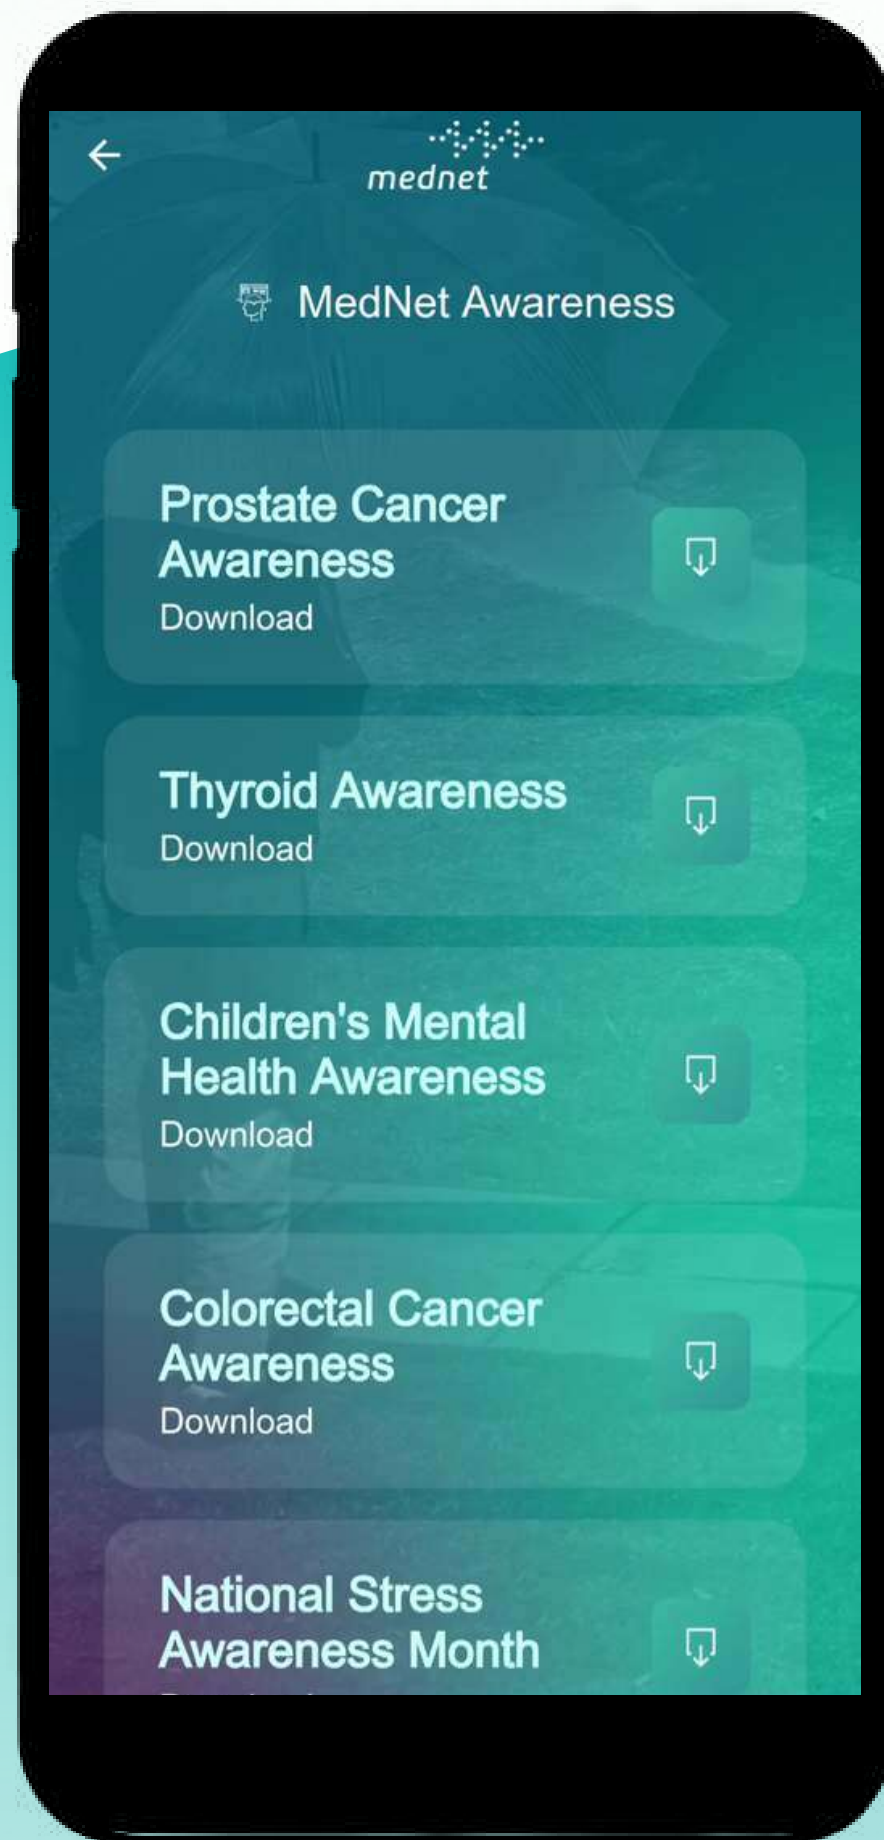 mednet
MedNet Awareness
Prostate Cancer
Awareness
Download
Thyroid Awareness
Download
Children's Mental
Health Awareness
Download
Colorectal Cancer
Awareness
Download
National Stress
Awareness Month